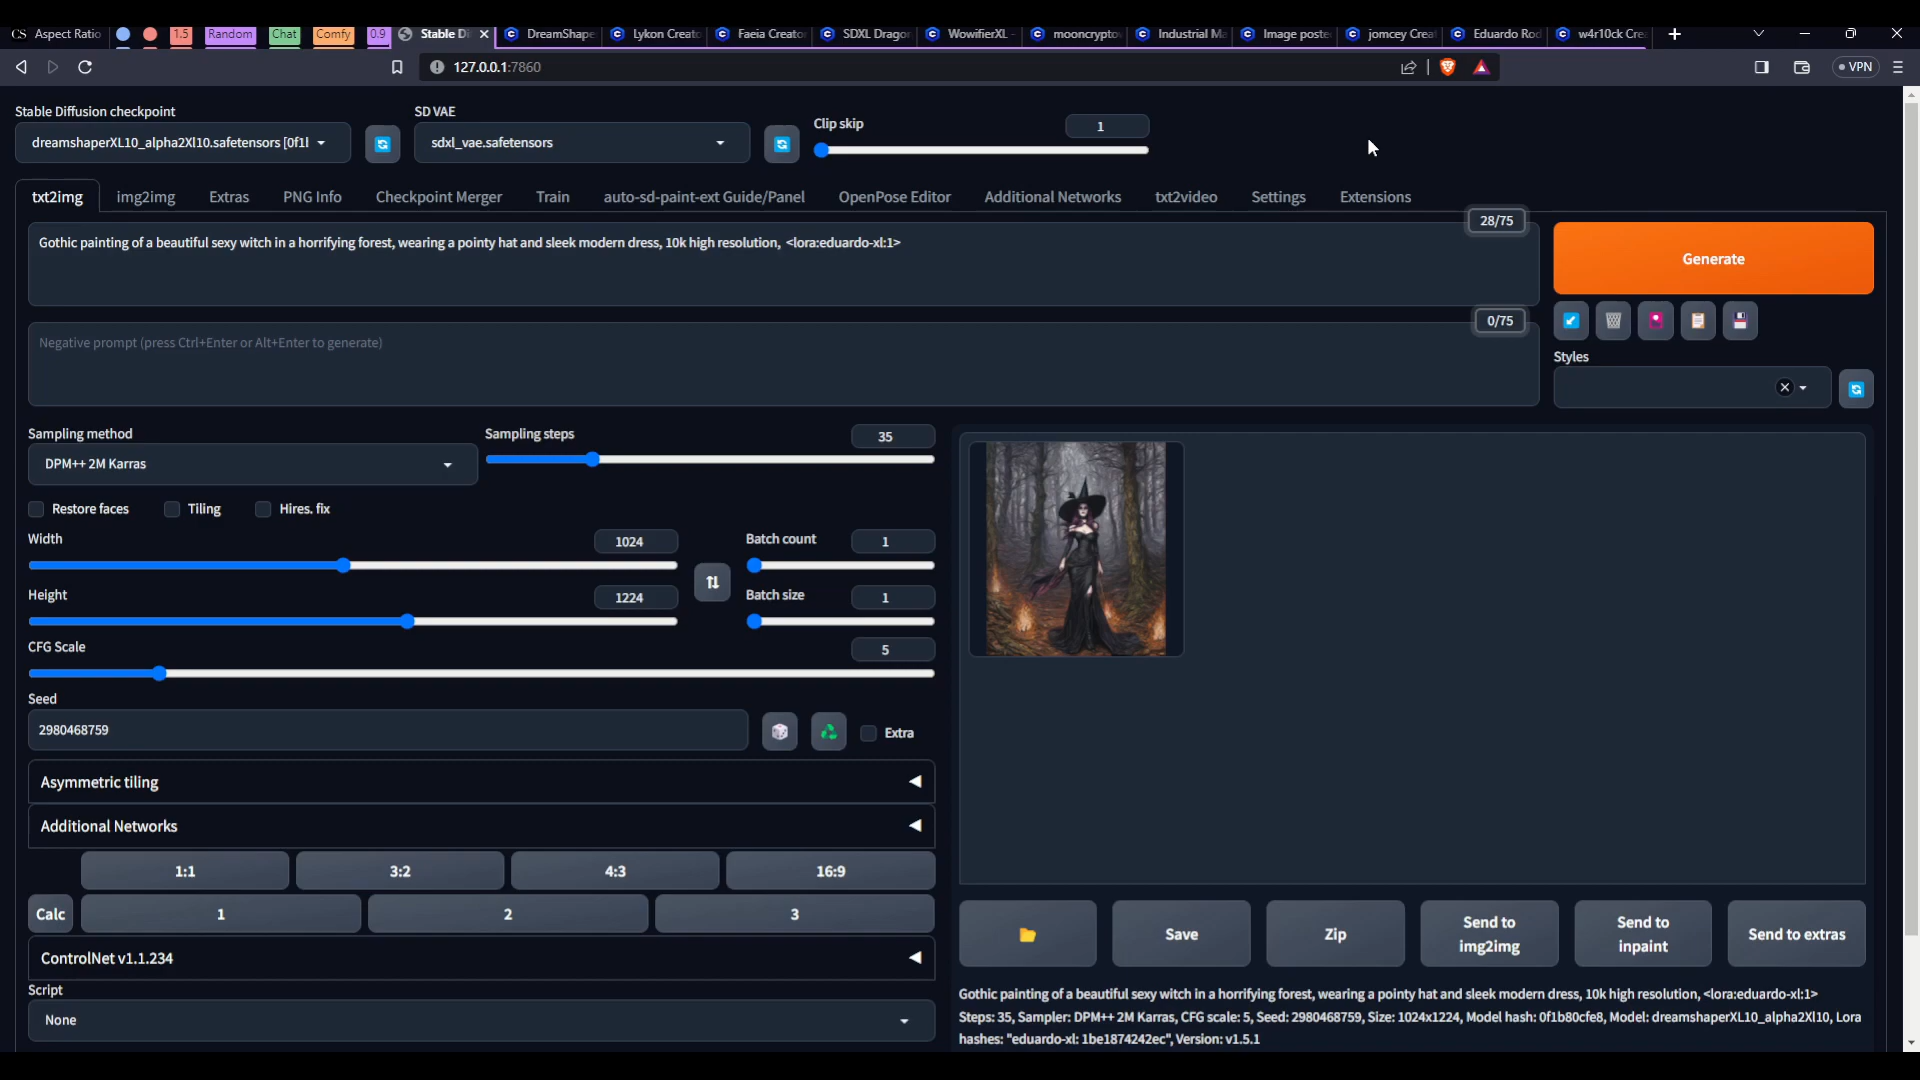 CS Aspect Ratio 1.5 Random Chat Comfy 0.9 Stable Di DreamShape Lykon Creato Faeia Creato SDXL Drago WowifierXL - mooncrypto Industrial Ma Image poste jomcey Crea Eduardo Rod w4r10ck Cre
127.0.0.1:7860 VPN
Stable Diffusion checkpoint SD VAE Clip skip 1
dreamshaperXL10_alpha2Xl10.safetensors [0f1l sdxl_vae.safetensors
txt2img img2img Extras PNG Info Checkpoint Merger Train auto-sd-paint-ext Guide/Panel OpenPose Editor Additional Networks txt2video Settings Extensions
28/75
Gothic painting of a beautiful sexy witch in a horrifying forest, wearing a pointy hat and sleek modern dress, 10k high resolution, <lora:eduardo-xl:1>
Generate
0/75
Negative prompt (press Ctrl+Enter or Alt+Enter to generate)
Styles
Sampling method Sampling steps 35
DPM++ 2M Karras
Restore faces Tiling Hires. fix
Width 1024 Batch count 1
Height 1224 Batch size 1
CFG Scale 5
Seed
2980468759 Extra
Asymmetric tiling
Additional Networks
1:1 3:2 4:3 16:9
Calc 1 2 3
Save Zip Send to img2img Send to inpaint Send to extras
ControlNet v1.1.234
Script
None
Gothic painting of a beautiful sexy witch in a horrifying forest, wearing a pointy hat and sleek modern dress, 10k high resolution, <lora:eduardo-xl:1>
Steps: 35, Sampler: DPM++ 2M Karras, CFG scale: 5, Seed: 2980468759, Size: 1024x1224, Model hash: 0f1b80cfe8, Model: dreamshaperXL10_alpha2Xl10, Lora
hashes: "eduardo-xl: 1be1874242ec", Version: v1.5.1